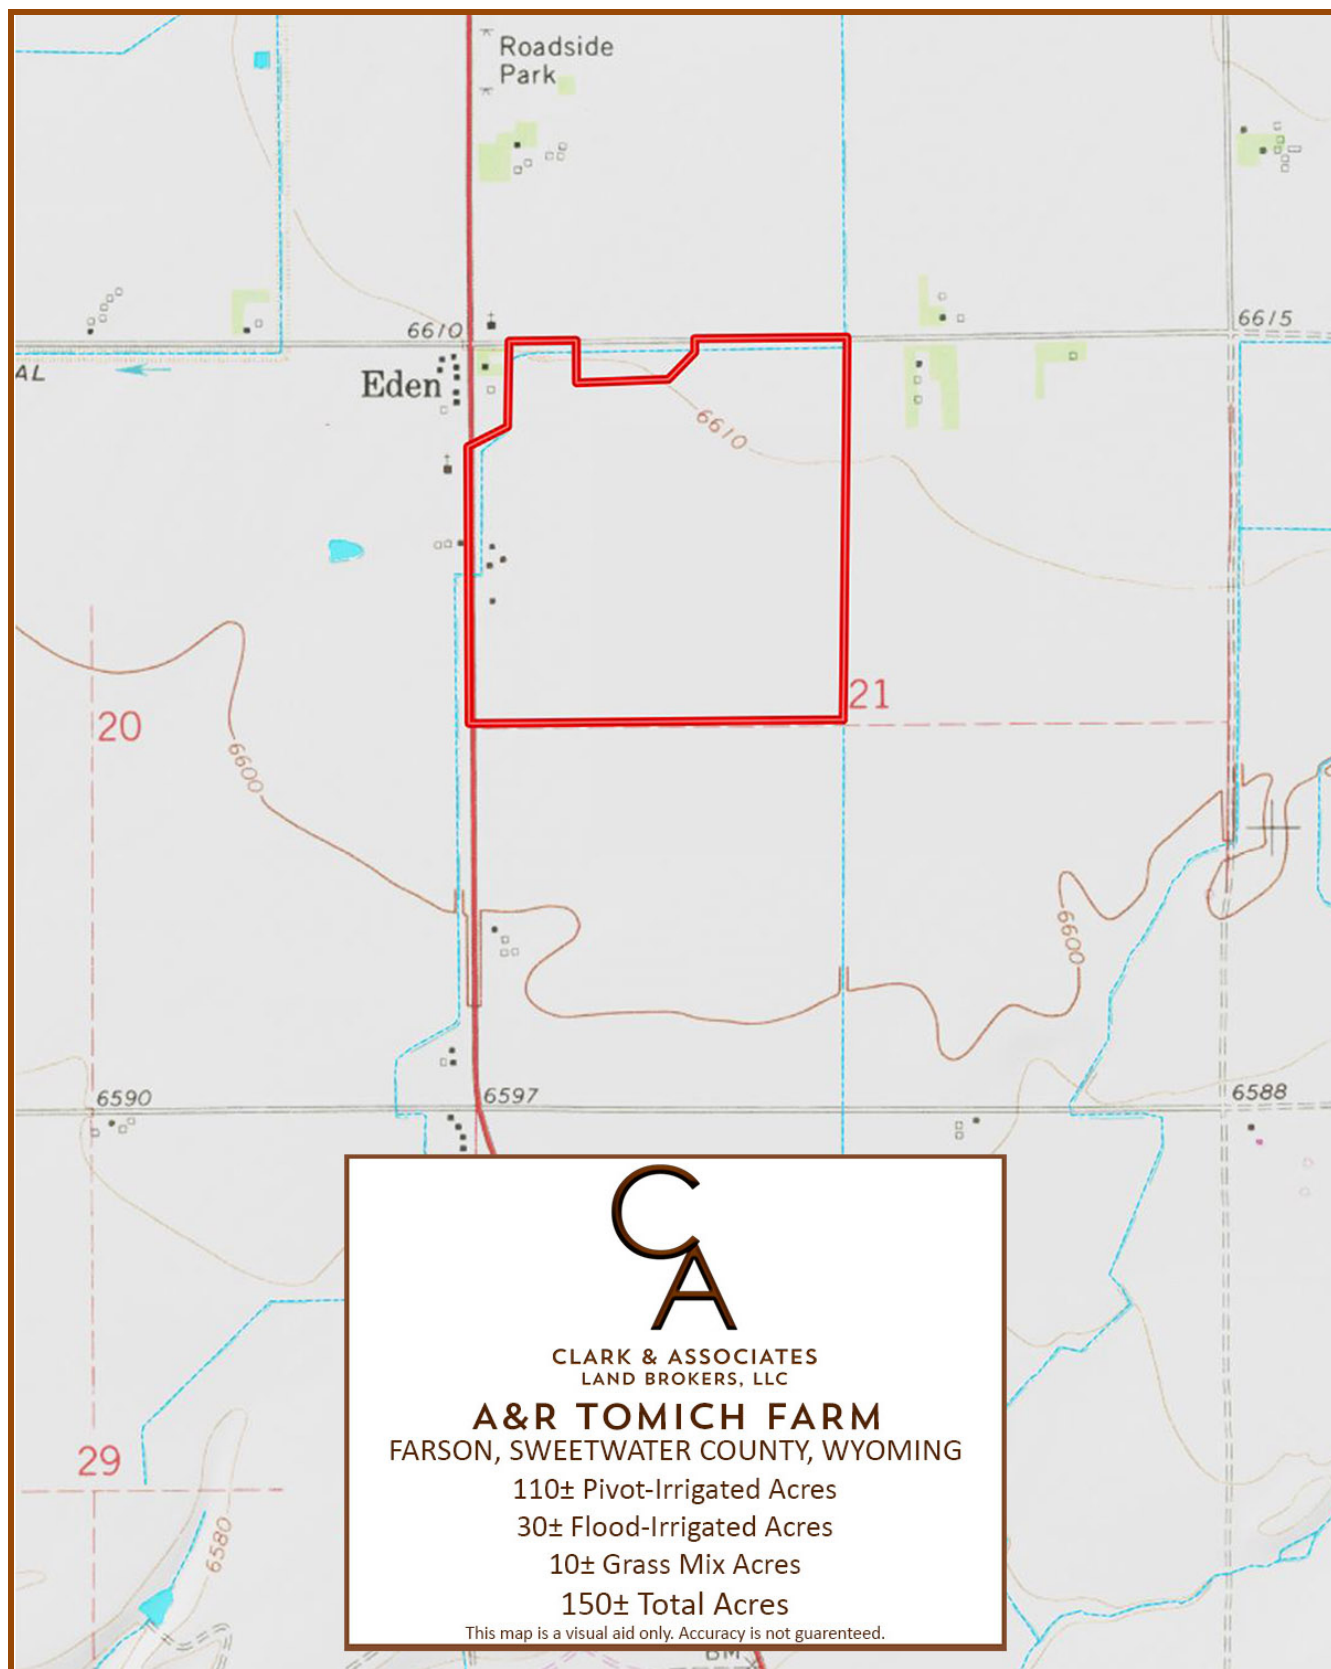 Roadside
Park
6610
6615
AL
Eden
6610
21
20
6600
6600
6590
6597
6588
CA
CLARK & ASSOCIATES
LAND BROKERS, LLC
A&R TOMICH FARM
FARSON, SWEETWATER COUNTY, WYOMING
29
110± Pivot-Irrigated Acres
30± Flood-Irrigated Acres
6580
10± Grass Mix Acres
150± Total Acres
This map is a visual aid only. Accuracy is not guarenteed.
BM